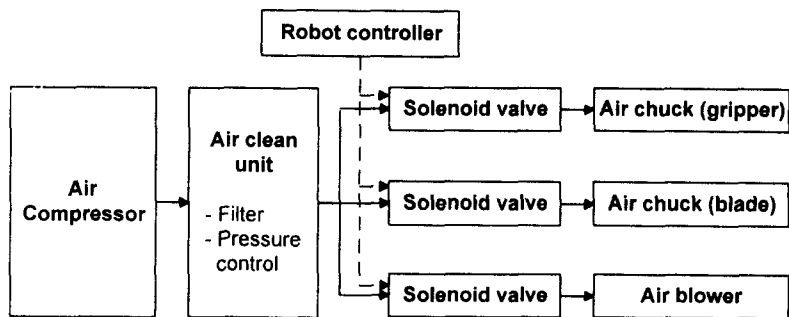 Robot controller
Air
Compressor
Air clean
unit
- Filter
- Pressure
control
Solenoid valve
Air chuck (gripper)
Solenoid valve
Air chuck (blade)
Solenoid valve
Air blower